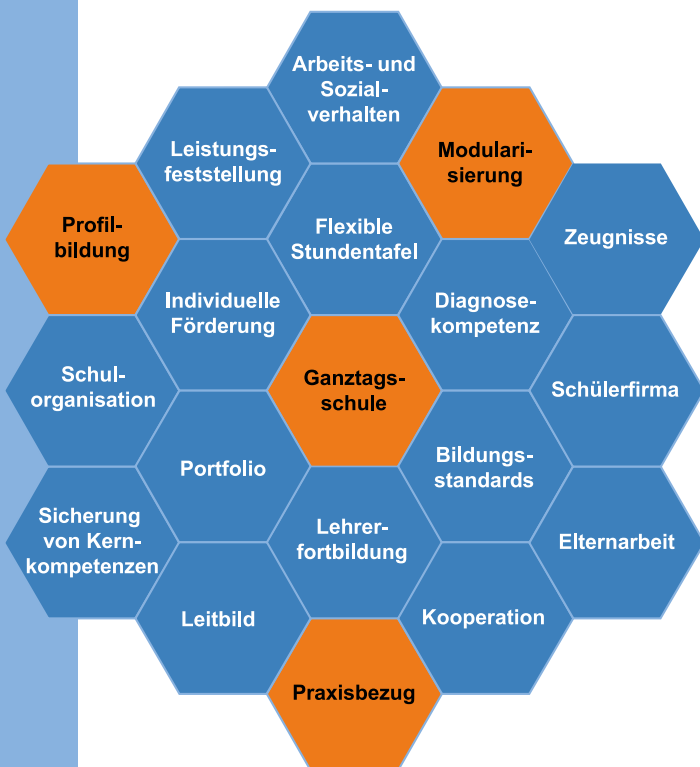 Arbeits- und
Sozial-
verhalten
Leistungs-
feststellung
Modulari-
sierung
Profil-
bildung
Flexible
Stundentafel
Zeugnisse
Individuelle
Förderung
Diagnose-
kompetenz
Schul-
organisation
Ganztags-
schule
Schülerfirma
Portfolio
Bildungs-
standards
Sicherung
von Kern-
kompetenzen
Lehrer-
fortbildung
Elternarbeit
Leitbild
Kooperation
Praxisbezug